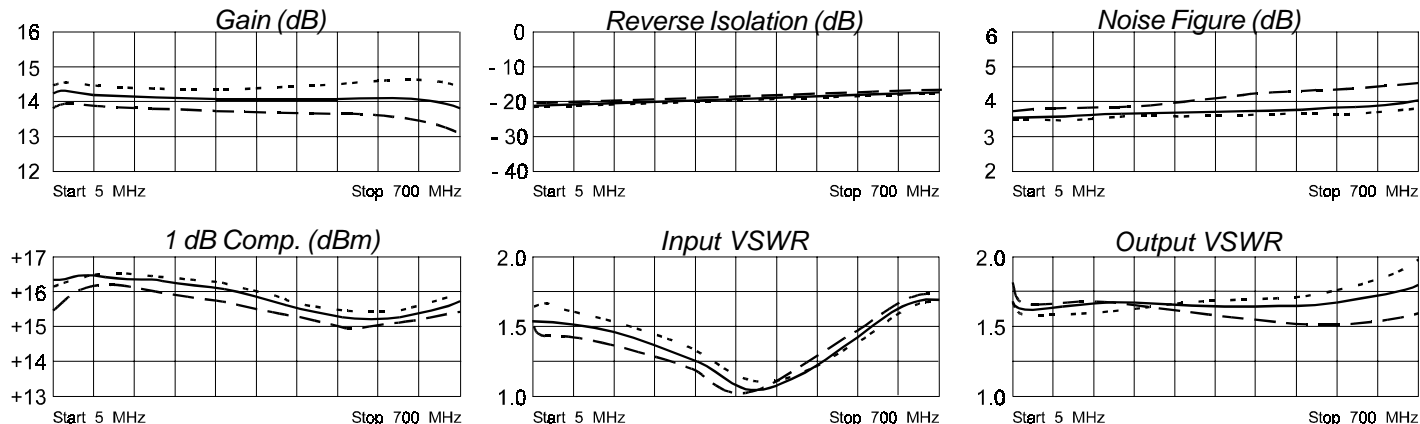 Gain (dB)
16
15
14
13
12
Start 5 MHz
Stop 700 MHz
Reverse Isolation (dB)
0
- 10
- 20
- 30
- 40
Start 5 MHz
Stop 700 MHz
Noise Figure (dB)
6
5
4
3
2
Start 5 MHz
Stop 700 MHz
1 dB Comp. (dBm)
+17
+16
+15
+14
+13
Start 5 MHz
Stop 700 MHz
Input VSWR
2.0
1.5
1.0
Start 5 MHz
Stop 700 MHz
Output VSWR
2.0
1.5
1.0
Start 5 MHz
Stop 700 MHz